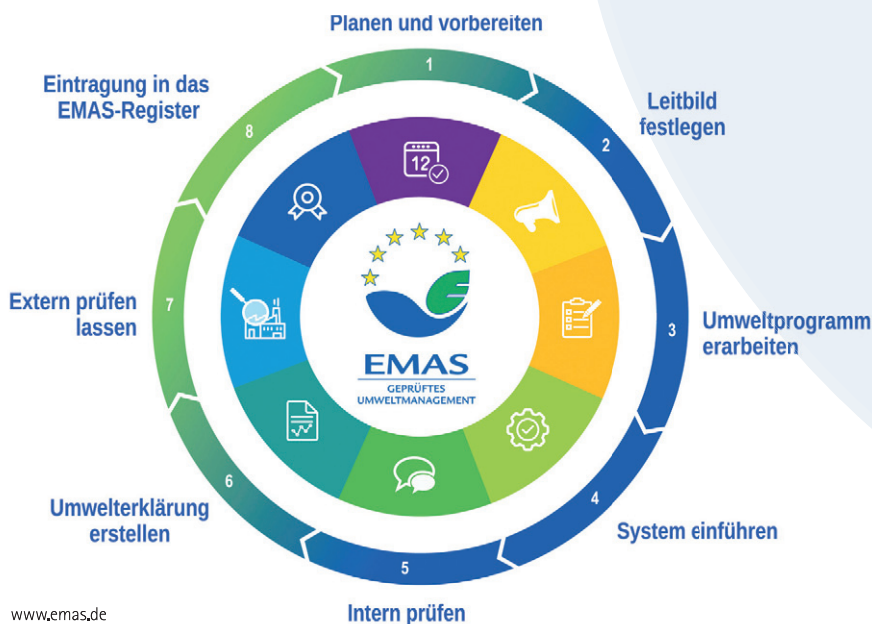 Planen und vorbereiten
1
Leitbild
festlegen
2
Umweltprogramm
erarbeiten
3
System einführen
4
Intern prüfen
5
Umwelterklärung
erstellen
6
Extern prüfen
lassen
7
Eintragung in das
EMAS-Register
8
12
EMAS
GEPRÜFTES
UMWELTMANAGEMENT
www.emas.de